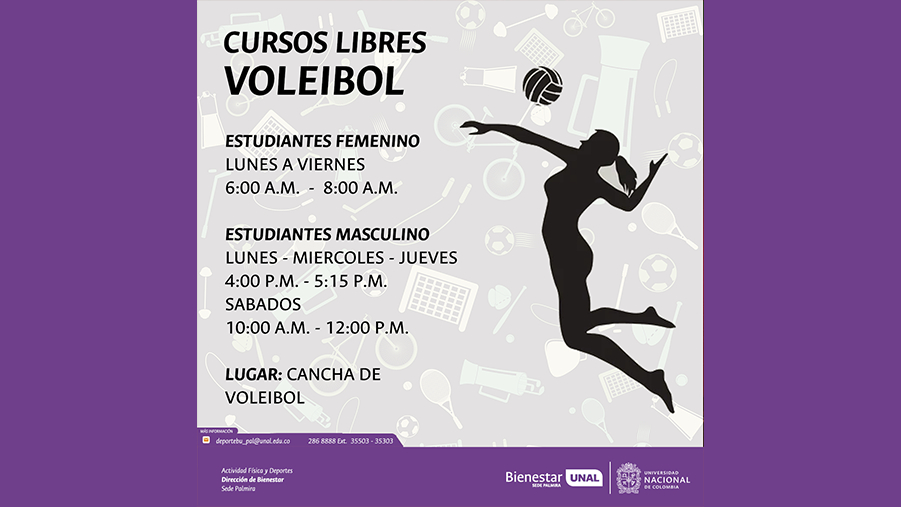 CURSOS LIBRES
VOLEIBOL
ESTUDIANTES FEMENINO
LUNES A VIERNES
6:00 A.M. - 8:00 A.M.
ESTUDIANTES MASCULINO
LUNES - MIERCOLES - JUEVES
4:00 P.M. - 5:15 P.M.
SABADOS
10:00 A.M. - 12:00 P.M.
LUGAR: CANCHA DE
VOLEIBOL
MÁS INFORMACIÓN
deportebu_pal@unal.edu.co 286 8888 Ext. 35503 - 35303
Actividad Física y Deportes
Dirección de Bienestar
Sede Palmira
Bienestar UNAL
SEDE PALMIRA
UNIVERSIDAD
NACIONAL
DE COLOMBIA